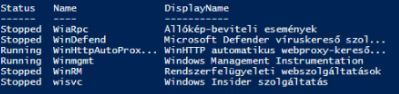 Status Name DisplayName
------ ---- -----------
Stopped WiaRpc Állókép-beviteli események
Stopped WinDefend Microsoft Defender víruskereső szol...
Running WinHttpAutoProx... WinHTTP automatikus webproxy-kereső...
Running Winmgmt Windows Management Instrumentation
Stopped WinRM Rendszerfelügyeleti webszolgáltatások
Stopped wisvc Windows Insider szolgáltatás